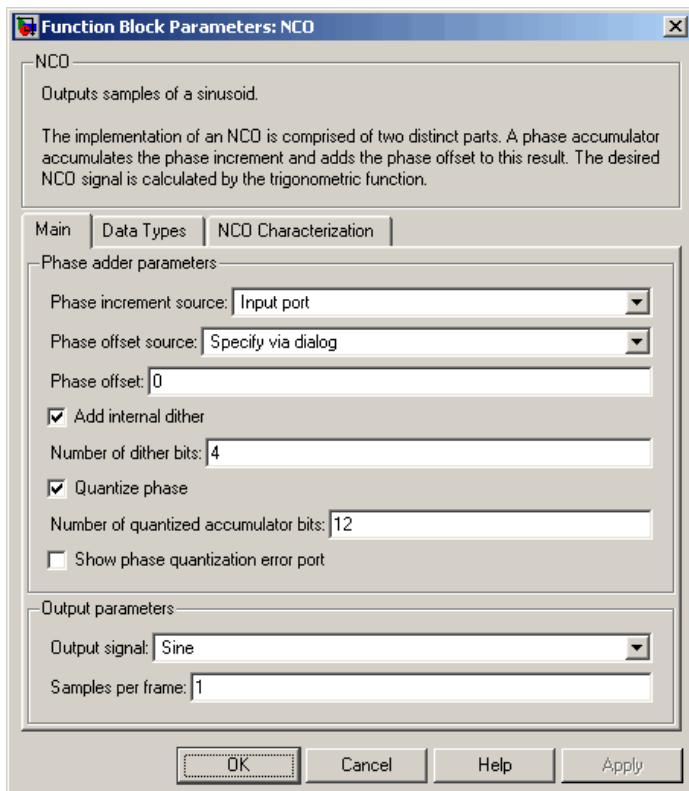 Function Block Parameters: NCO
NCO
Outputs samples of a sinusoid.
The implementation of an NCO is comprised of two distinct parts. A phase accumulator
accumulates the phase increment and adds the phase offset to this result. The desired
NCO signal is calculated by the trigonometric function.
Main Data Types NCO Characterization
Phase adder parameters
Phase increment source: Input port
Phase offset source: Specify via dialog
Phase offset: 0
Add internal dither
Number of dither bits: 4
Quantize phase
Number of quantized accumulator bits: 12
Show phase quantization error port
Output parameters
Output signal: Sine
Samples per frame: 1
OK Cancel Help Apply